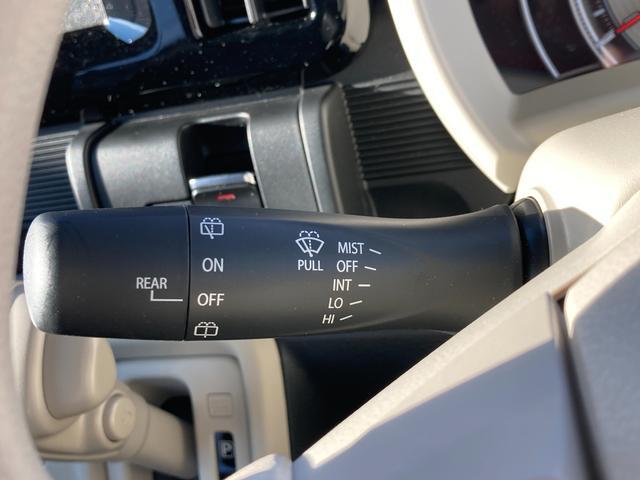 REAR
ON
OFF
PULL
MIST
OFF
INT
LO
HI
P